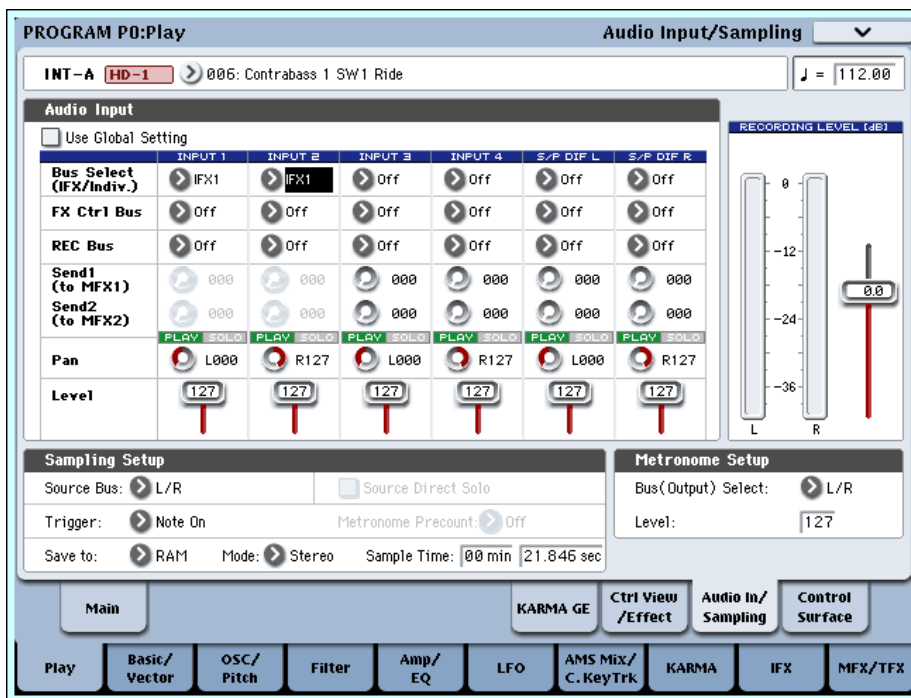 PROGRAM P0:Play Audio Input/Sampling
INT-A HD-1 006: Contrabass 1 SW1 Ride ♩ = 112.00
Audio Input
RECORDING LEVEL [dB]
Use Global Setting
INPUT 1 INPUT 2 INPUT 3 INPUT 4 S/P DIF L S/P DIF R
Bus Select
(IFX/Indiv.) IFX1 IFX1 Off Off Off Off
FX Ctrl Bus Off Off Off Off Off Off
REC Bus Off Off Off Off Off Off
Send1
(to MFX1) 000 000 000 000 000 000
Send2
(to MFX2) 000 000 000 000 000 000
PLAY SOLO PLAY SOLO PLAY SOLO PLAY SOLO PLAY SOLO PLAY SOLO
Pan L000 R127 L000 R127 L000 R127
Level 127 127 127 127 127 127
0
-12
-24
-36
L R
0.0
Sampling Setup
Source Bus: L/R Source Direct Solo
Trigger: Note On Metronome Precount: Off
Save to: RAM Mode: Stereo Sample Time: 00 min 21.846 sec
Metronome Setup
Bus(Output) Select: L/R
Level: 127
Main
KARMA GE
Ctrl View
/Effect
Audio In/
Sampling
Control
Surface
Play
Basic/
Vector
OSC/
Pitch
Filter
Amp/
EQ
LFO
AMS Mix/
C.KeyTrk
KARMA
IFX
MFX/TFX